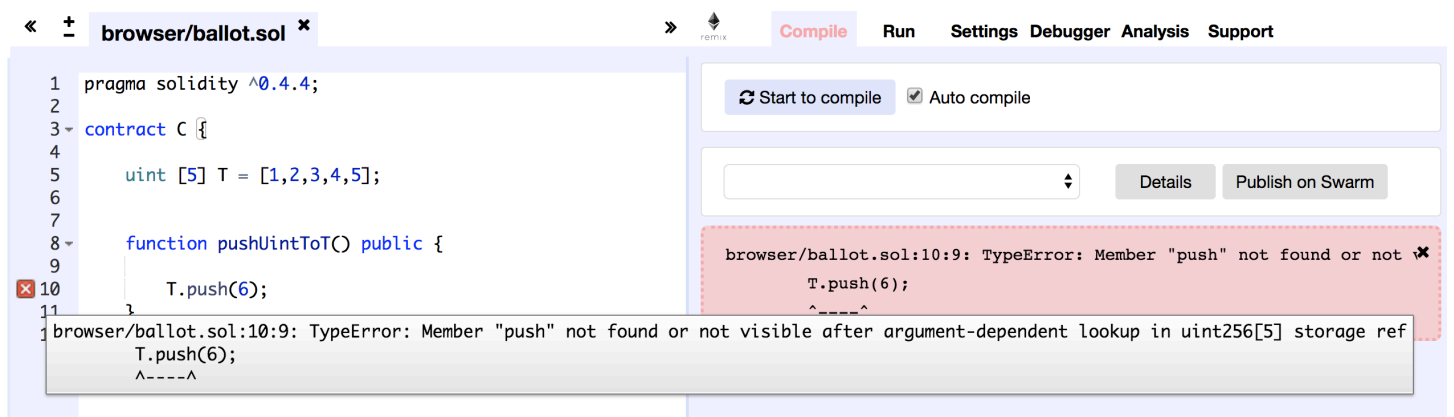 « + − browser/ballot.sol ✖ »
remix Compile Run Settings Debugger Analysis Support
1 pragma solidity ^0.4.4;
2
3 contract C {
4
5 uint [5] T = [1,2,3,4,5];
6
7
8 function pushUintToT() public {
9
10 T.push(6);
11 }
1
browser/ballot.sol:10:9: TypeError: Member "push" not found or not visible after argument-dependent lookup in uint256[5] storage ref
T.push(6);
^----^
Start to compile Auto compile
Details Publish on Swarm
browser/ballot.sol:10:9: TypeError: Member "push" not found or not
T.push(6);
^----^